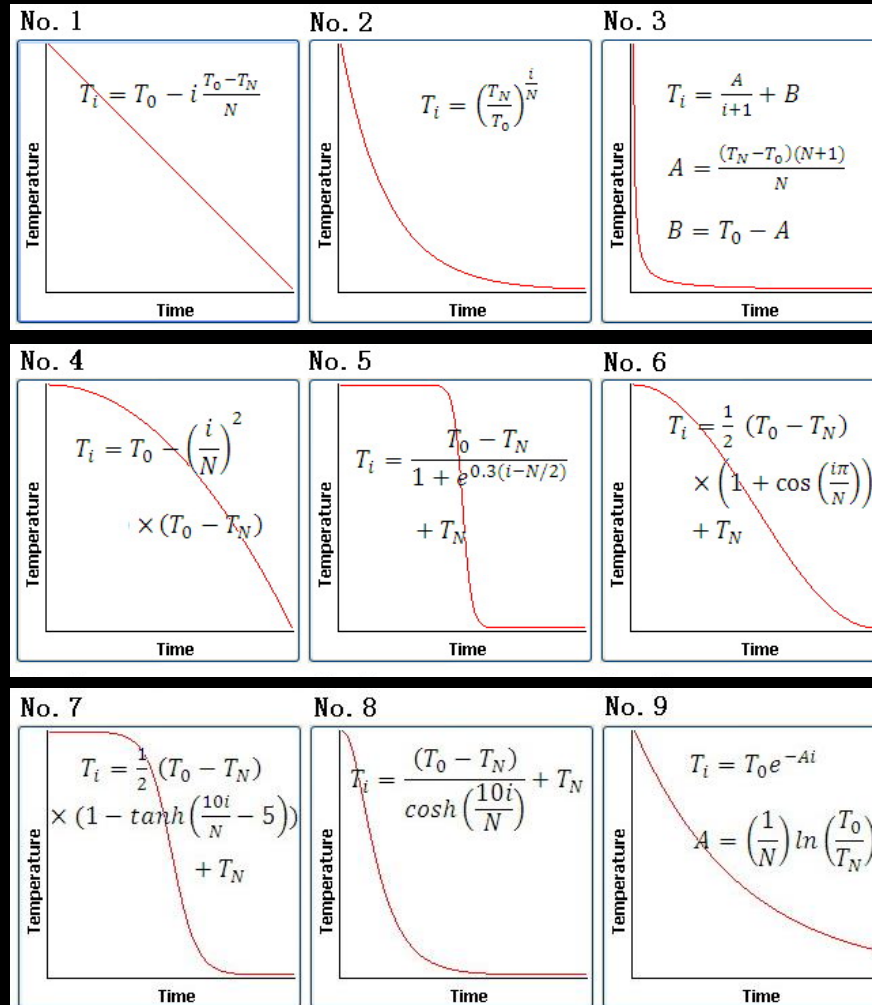 No. 1
T_i = T_0 − i (T_0−T_N)/N
Temperature
Time
No. 2
T_i = (T_N/T_0)^(i/N)
Temperature
Time
No. 3
T_i = A/(i+1) + B
A = (T_N−T_0)(N+1)/N
B = T_0 − A
Temperature
Time
No. 4
T_i = T_0 − (i/N)^2
× (T_0 − T_N)
Temperature
Time
No. 5
T_i = (T_0 − T_N)/(1 + e^(0.3(i−N/2)))
+ T_N
Temperature
Time
No. 6
T_i = 1/2 (T_0 − T_N)
× (1 + cos(iπ/N))
+ T_N
Temperature
Time
No. 7
T_i = 1/2 (T_0 − T_N)
× (1 − tanh(10i/N − 5))
+ T_N
Temperature
Time
No. 8
T_i = (T_0 − T_N)/cosh(10i/N) + T_N
Temperature
Time
No. 9
T_i = T_0 e^(−Ai)
A = (1/N) ln (T_0/T_N)
Temperature
Time